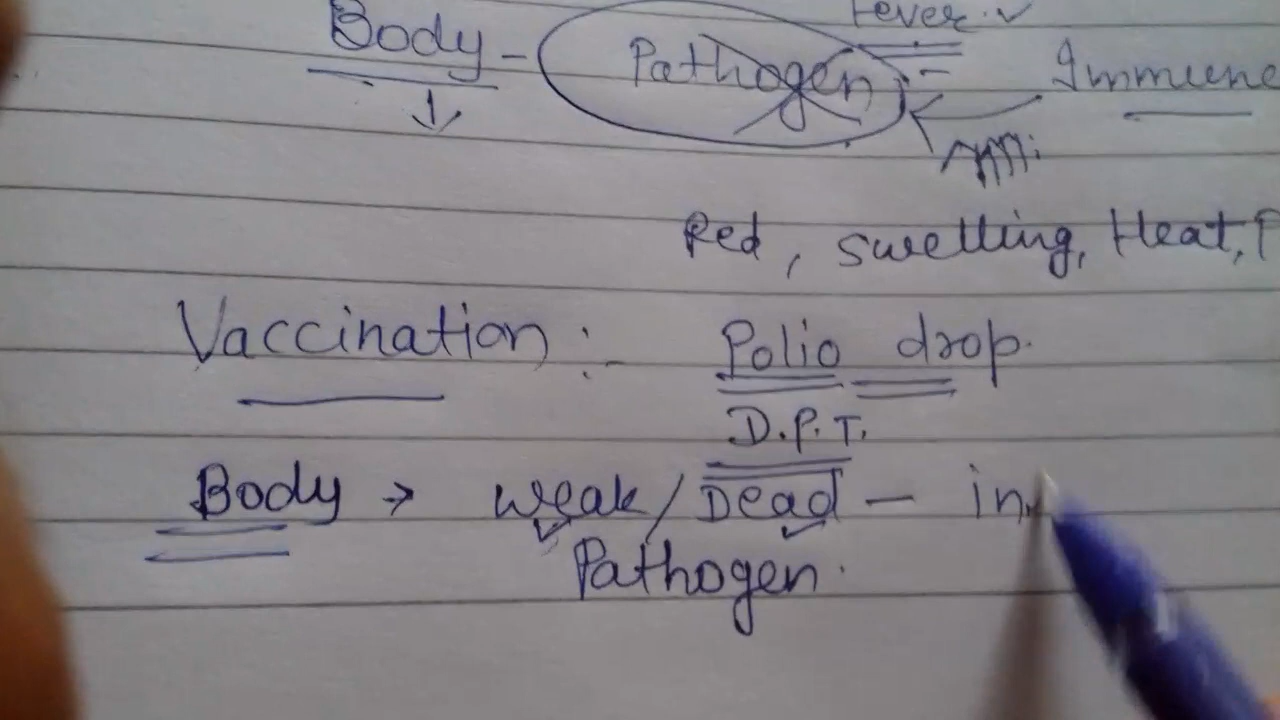 Fever.
Body - Pathogen - Immune
Red, swelling, Heat, P
Vaccination :- Polio drop.
D.P.T.
Body → weak/Dead - in
Pathogen.